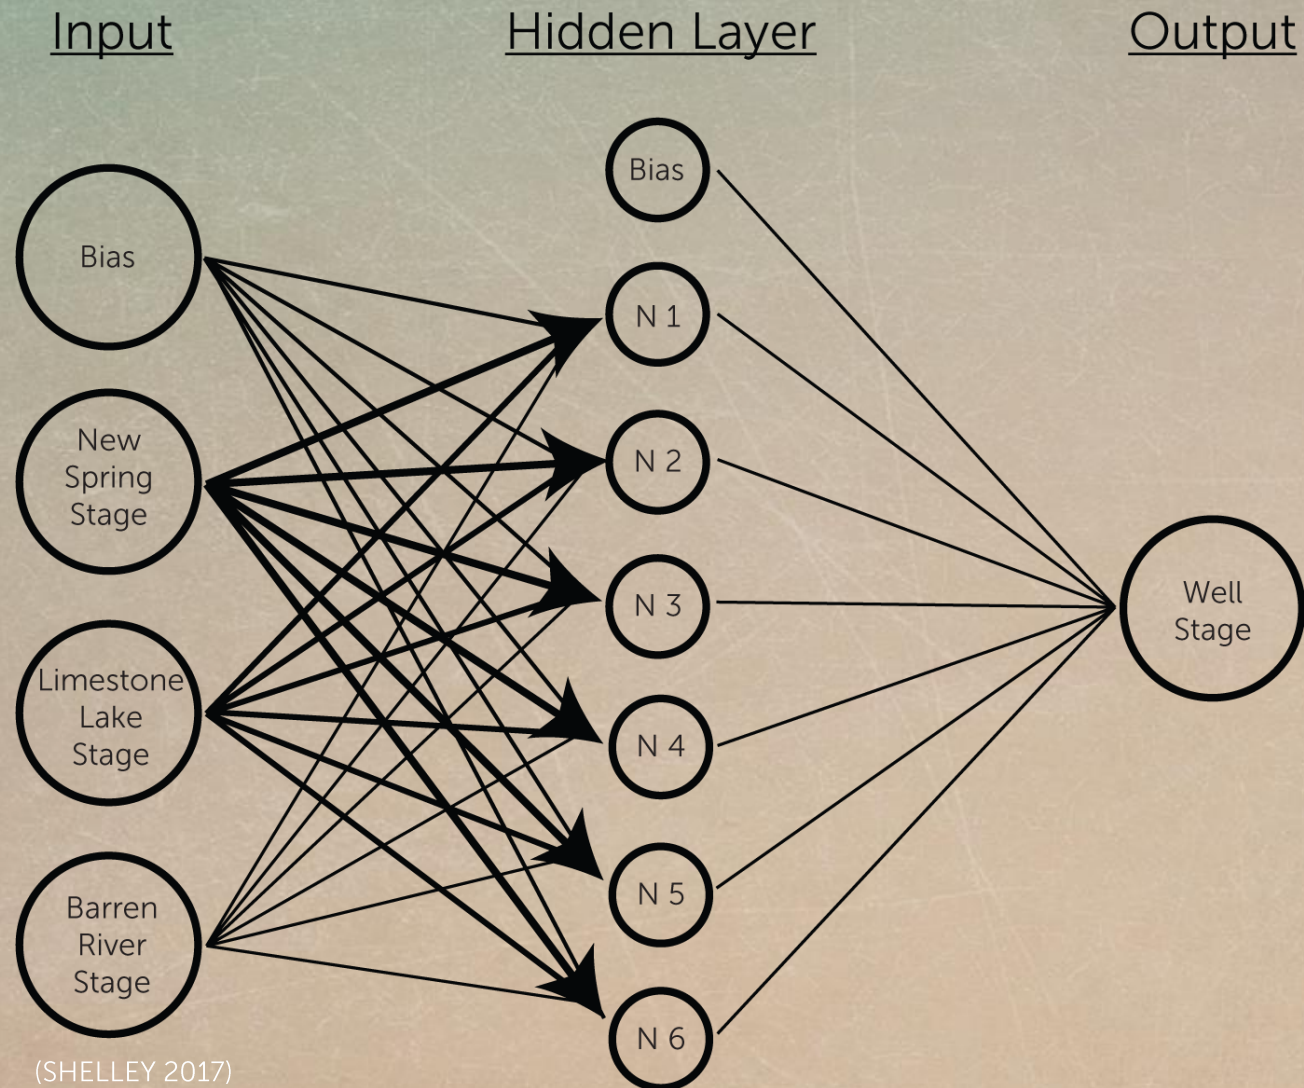 Input
Hidden Layer
Output
Bias
New
Spring
Stage
Limestone
Lake
Stage
Barren
River
Stage
Bias
N 1
N 2
N 3
N 4
N 5
N 6
Well
Stage
(SHELLEY 2017)